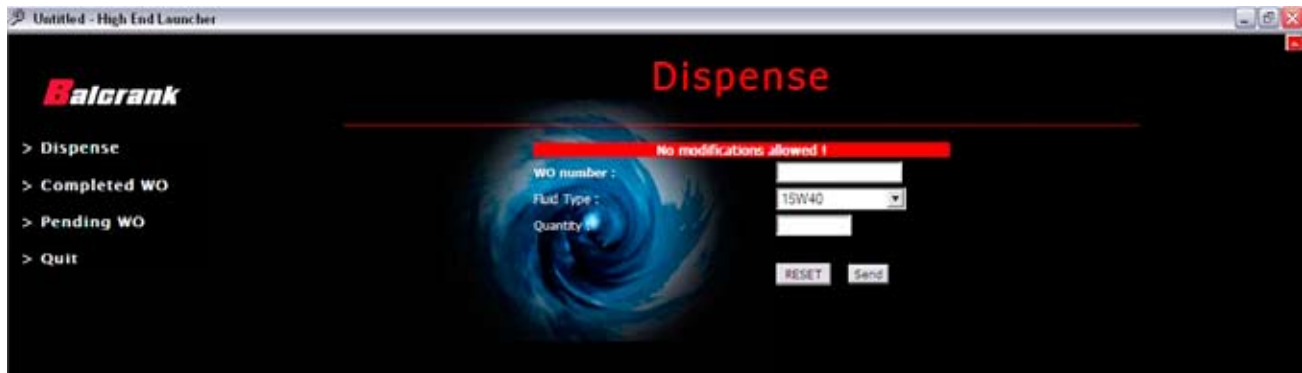 Untitled - High End Launcher
Balcrank
Dispense
> Dispense
> Completed WO
> Pending WO
> Quit
No modifications allowed !
WO number :
Fluid Type :
15W40
Quantity :
RESET
Send